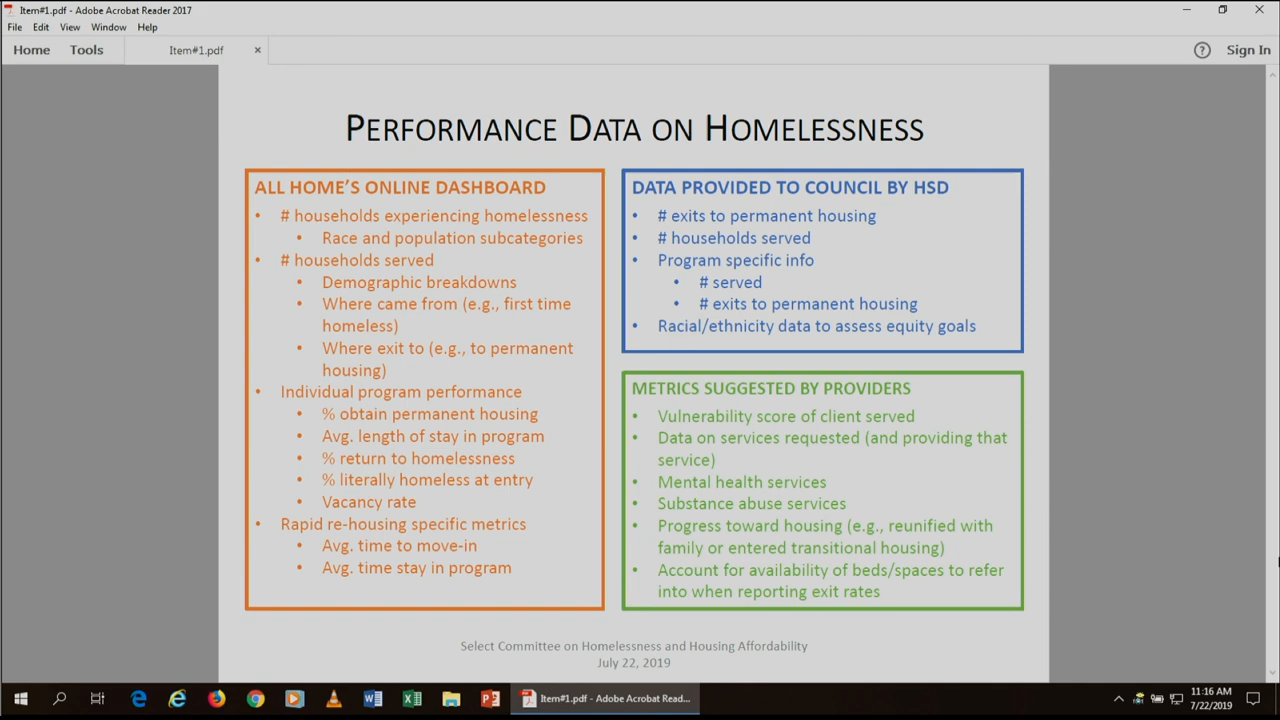 Item#1.pdf - Adobe Acrobat Reader 2017
File Edit View Window Help
Home Tools Item#1.pdf × ? Sign In
PERFORMANCE DATA ON HOMELESSNESS
ALL HOME'S ONLINE DASHBOARD
• # households experiencing homelessness
• Race and population subcategories
• # households served
• Demographic breakdowns
• Where came from (e.g., first time
homeless)
• Where exit to (e.g., to permanent
housing)
• Individual program performance
• % obtain permanent housing
• Avg. length of stay in program
• % return to homelessness
• % literally homeless at entry
• Vacancy rate
• Rapid re-housing specific metrics
• Avg. time to move-in
• Avg. time stay in program
DATA PROVIDED TO COUNCIL BY HSD
• # exits to permanent housing
• # households served
• Program specific info
• # served
• # exits to permanent housing
• Racial/ethnicity data to assess equity goals
METRICS SUGGESTED BY PROVIDERS
• Vulnerability score of client served
• Data on services requested (and providing that
service)
• Mental health services
• Substance abuse services
• Progress toward housing (e.g., reunified with
family or entered transitional housing)
• Account for availability of beds/spaces to refer
into when reporting exit rates
Select Committee on Homelessness and Housing Affordability
July 22, 2019
Item#1.pdf - Adobe Acrobat Read...
11:16 AM
7/22/2019